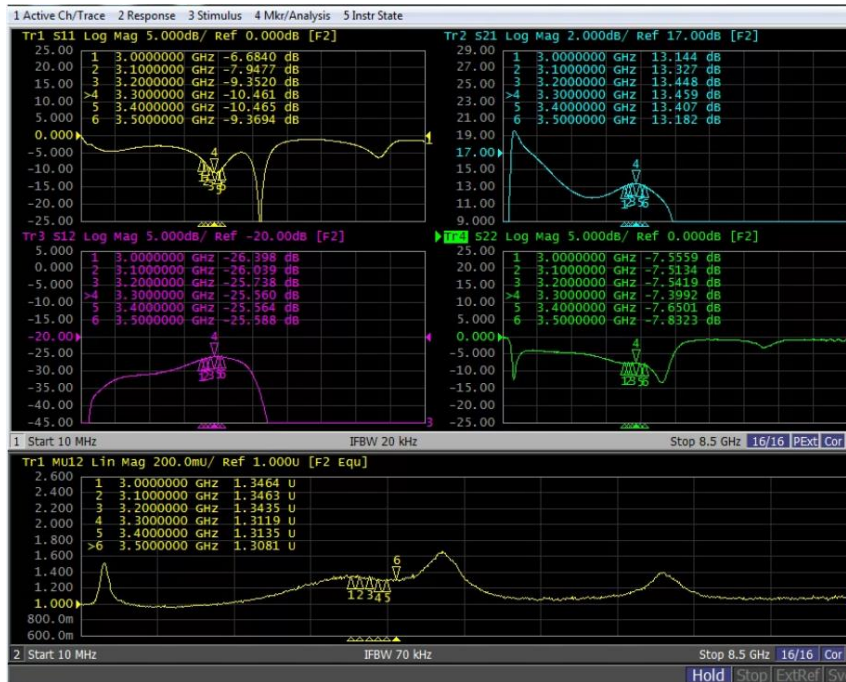 1 Active Ch/Trace 2 Response 3 Stimulus 4 Mkr/Analysis 5 Instr State
Tr1 S11 Log Mag 5.000dB/ Ref 0.000dB [F2]
25.00
20.00
15.00
10.00
5.000
0.000
-5.000
-10.00
-15.00
-20.00
-25.00
1 3.0000000 GHz -6.6840 dB
2 3.1000000 GHz -7.9477 dB
3 3.2000000 GHz -9.3520 dB
>4 3.3000000 GHz -10.461 dB
5 3.4000000 GHz -10.465 dB
6 3.5000000 GHz -9.3694 dB
4
1
Tr2 S21 Log Mag 2.000dB/ Ref 17.00dB [F2]
29.00
27.00
25.00
23.00
21.00
19.00
17.00
15.00
13.00
11.00
9.000
1 3.0000000 GHz 13.144 dB
2 3.1000000 GHz 13.327 dB
3 3.2000000 GHz 13.448 dB
>4 3.3000000 GHz 13.459 dB
5 3.4000000 GHz 13.407 dB
6 3.5000000 GHz 13.182 dB
4
Tr3 S12 Log Mag 5.000dB/ Ref -20.00dB [F2]
5.000
0.000
-5.000
-10.00
-15.00
-20.00
-25.00
-30.00
-35.00
-40.00
-45.00
1 3.0000000 GHz -26.398 dB
2 3.1000000 GHz -26.039 dB
3 3.2000000 GHz -25.738 dB
>4 3.3000000 GHz -25.560 dB
5 3.4000000 GHz -25.564 dB
6 3.5000000 GHz -25.588 dB
4
3
Tr4 S22 Log Mag 5.000dB/ Ref 0.000dB [F2]
25.00
20.00
15.00
10.00
5.000
0.000
-5.000
-10.00
-15.00
-20.00
-25.00
1 3.0000000 GHz -7.5559 dB
2 3.1000000 GHz -7.5134 dB
3 3.2000000 GHz -7.5419 dB
>4 3.3000000 GHz -7.3992 dB
5 3.4000000 GHz -7.6501 dB
6 3.5000000 GHz -7.8323 dB
4
1 Start 10 MHz IFBW 20 kHz Stop 8.5 GHz 16/16 PExt Cor
Tr1 MU12 Lin Mag 200.0mU/ Ref 1.000U [F2 Equ]
2.600
2.400
2.200
2.000
1.800
1.600
1.400
1.200
1.000
800.0m
600.0m
1 3.0000000 GHz 1.3464 U
2 3.1000000 GHz 1.3463 U
3 3.2000000 GHz 1.3435 U
4 3.3000000 GHz 1.3119 U
5 3.4000000 GHz 1.3135 U
>6 3.5000000 GHz 1.3081 U
6
1 2 3 4 5
2 Start 10 MHz IFBW 70 kHz Stop 8.5 GHz 16/16 Cor
Hold Stop ExtRef